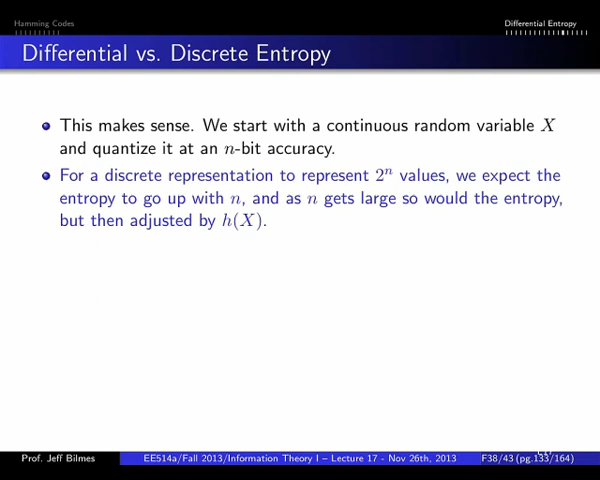 Hamming Codes
Differential Entropy
Differential vs. Discrete Entropy
This makes sense. We start with a continuous random variable X
and quantize it at an n-bit accuracy.
For a discrete representation to represent 2^n values, we expect the
entropy to go up with n, and as n gets large so would the entropy,
but then adjusted by h(X).
Prof. Jeff Bilmes
EE514a/Fall 2013/Information Theory I – Lecture 17 - Nov 26th, 2013
F38/43 (pg.133/164)